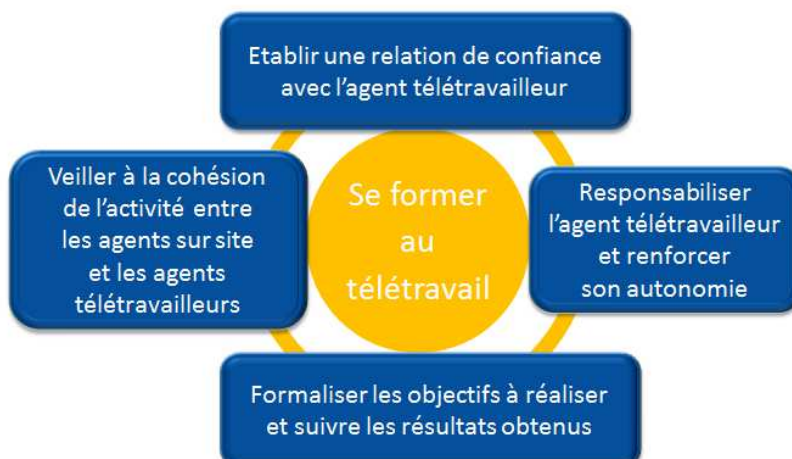 Etablir une relation de confiance
avec l'agent télétravailleur
Veiller à la cohésion
de l'activité entre
les agents sur site
et les agents
télétravailleurs
Se former
au
télétravail
Responsabiliser
l'agent télétravailleur
et renforcer
son autonomie
Formaliser les objectifs à réaliser
et suivre les résultats obtenus